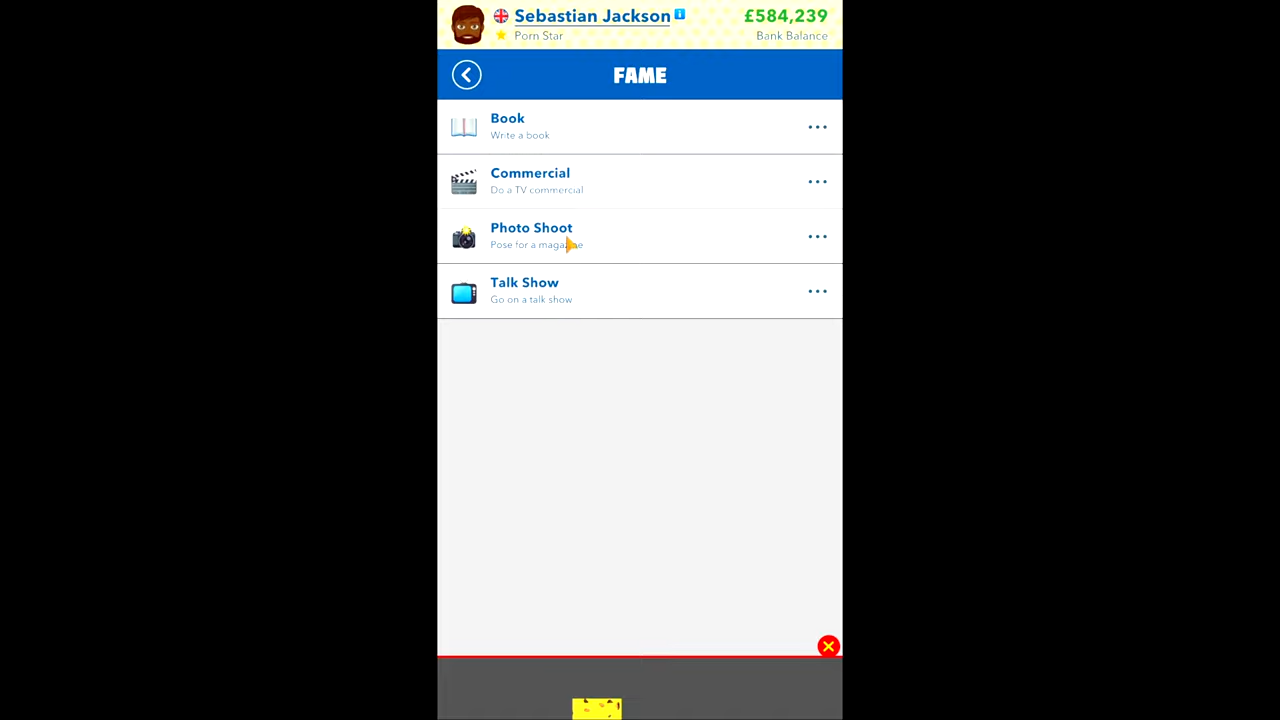 Sebastian Jackson
£584,239
Porn Star
Bank Balance
FAME
Book
Write a book
Commercial
Do a TV commercial
Photo Shoot
Pose for a
Talk Show
Go on a talk show